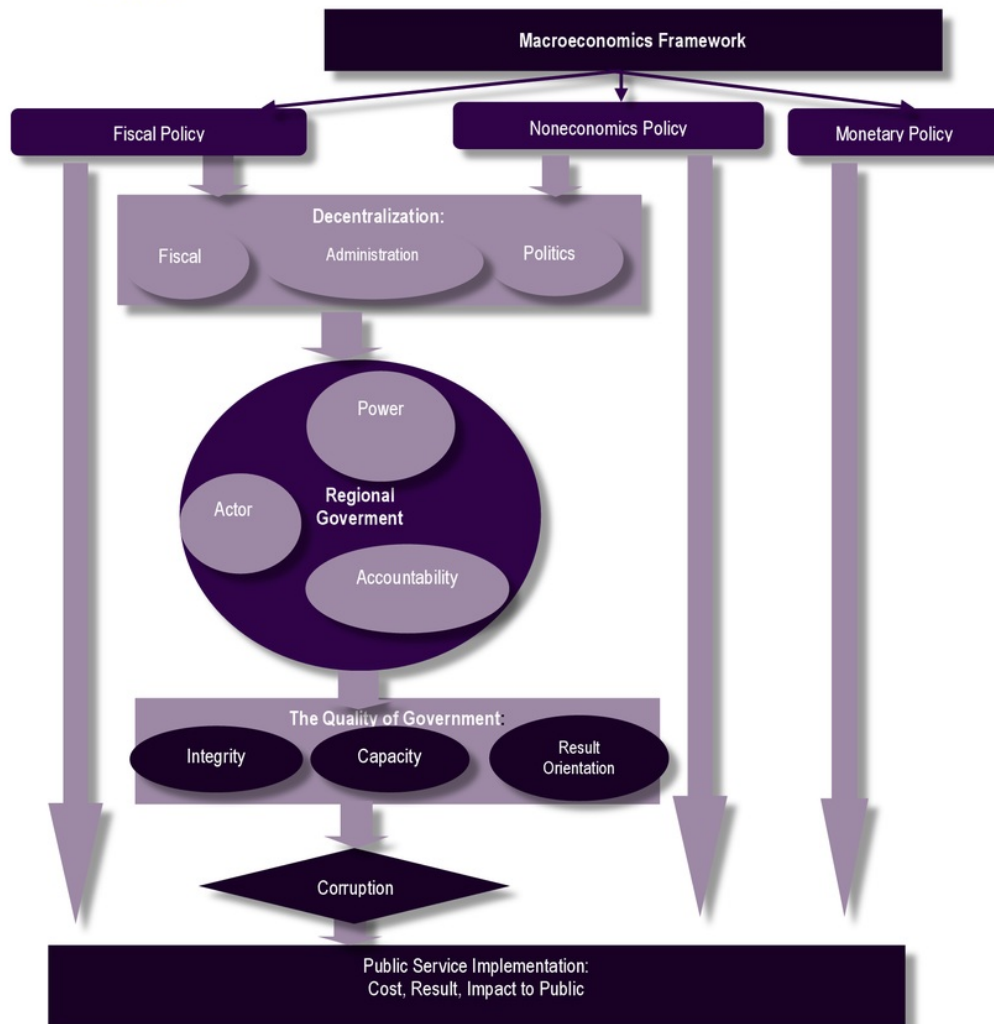 Macroeconomics Framework
Fiscal Policy
Noneconomics Policy
Monetary Policy
Decentralization:
Fiscal
Administration
Politics
Power
Regional
Goverment
Actor
Accountability
The Quality of Government:
Integrity
Capacity
Result
Orientation
Corruption
Public Service Implementation:
Cost, Result, Impact to Public